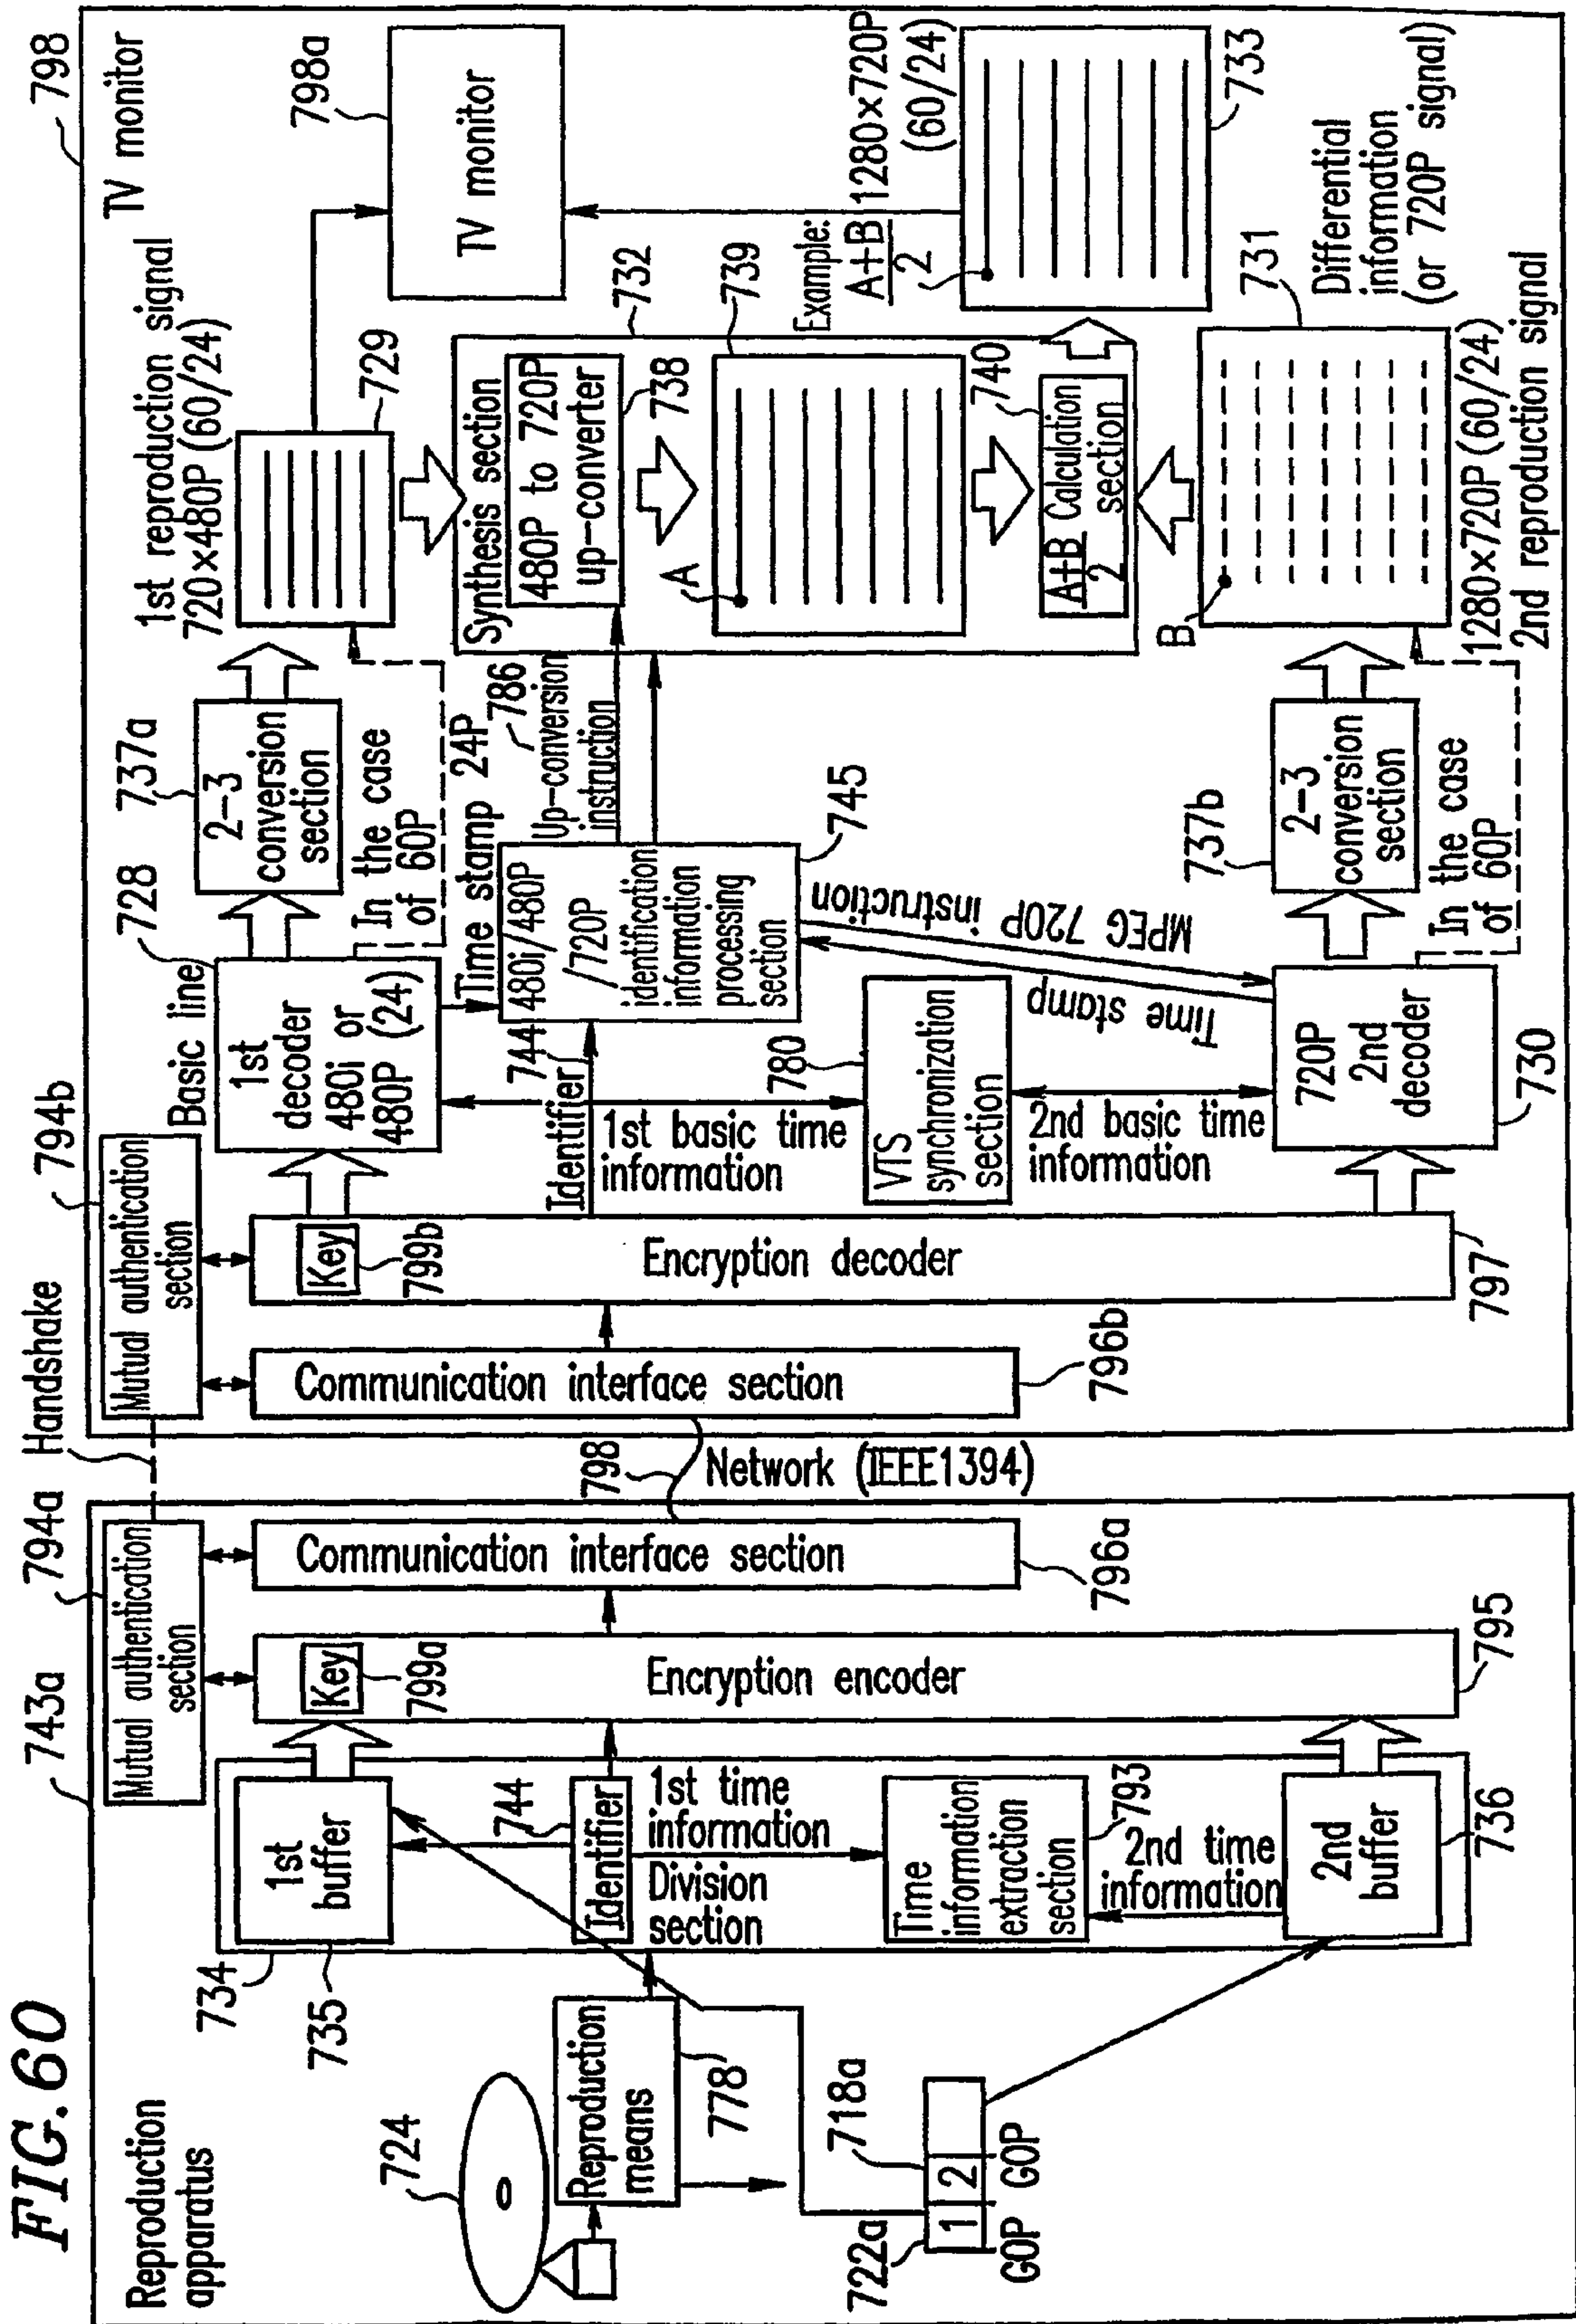 FIG. 60
Reproduction
apparatus
743a
794a
Handshake
794b
798
TV monitor
724
Reproduction
means
778
722a
1
2
718a
GOP
GOP
734
735
1st
buffer
744
Identifier
1st time
information
Division
section
Time
information
extraction
section
793
2nd time
information
2nd
buffer
736
Mutual authentication
section
Key
799a
Encryption encoder
795
Communication interface section
796a
798
Network (IEEE1394)
Mutual authentication
section
Communication interface section
796b
Key
799b
Encryption decoder
797
Basic line
728
1st
decoder
480i or
480P (24)
Identifier
744
1st basic time
information
780
VTS
synchronization
section
2nd basic time
information
720P
2nd
decoder
730
737a
2-3
conversion
section
In the case
of 60P
Time stamp 24P
480i/480P
/720P
identification
information
processing
section
745
786
Up-conversion
instruction
MPEG 720P instruction
Time stamp
737b
2-3
conversion
section
In the case
of 60P
1st reproduction signal
720×480P (60/24)
729
Synthesis section
732
480P to 720P
up-converter
738
A
739
740
A+B
2
Calculation
section
B
731
1280×720P (60/24)
2nd reproduction signal
Differential
information
(or 720P signal)
798a
TV monitor
Example:
A+B
2
1280×720P
(60/24)
733